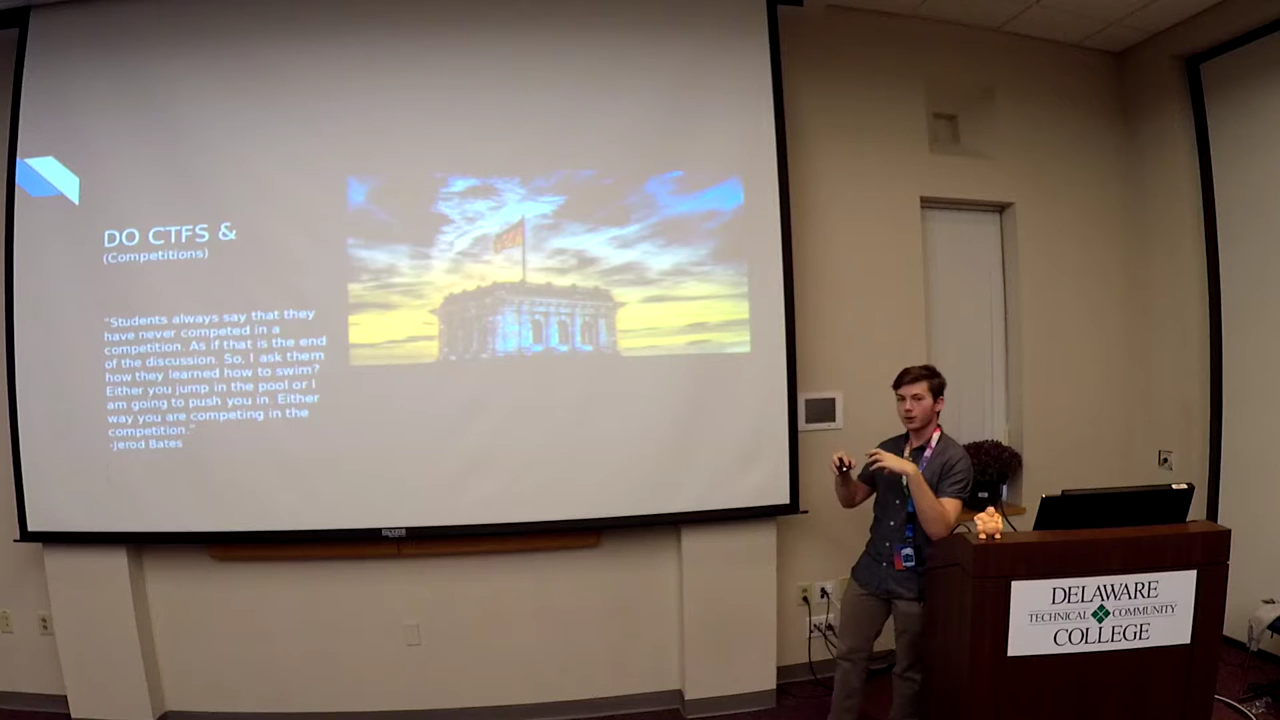 DO CTFS &
(Competitions)
"Students always say that they
have never competed in a
competition. As if that is the end
of the discussion. So, I ask them
how they learned how to swim?
Either you jump in the pool or I
am going to push you in. Either
way you are competing in the
competition."
-Jerod Bates
DELAWARE
TECHNICAL COMMUNITY
COLLEGE